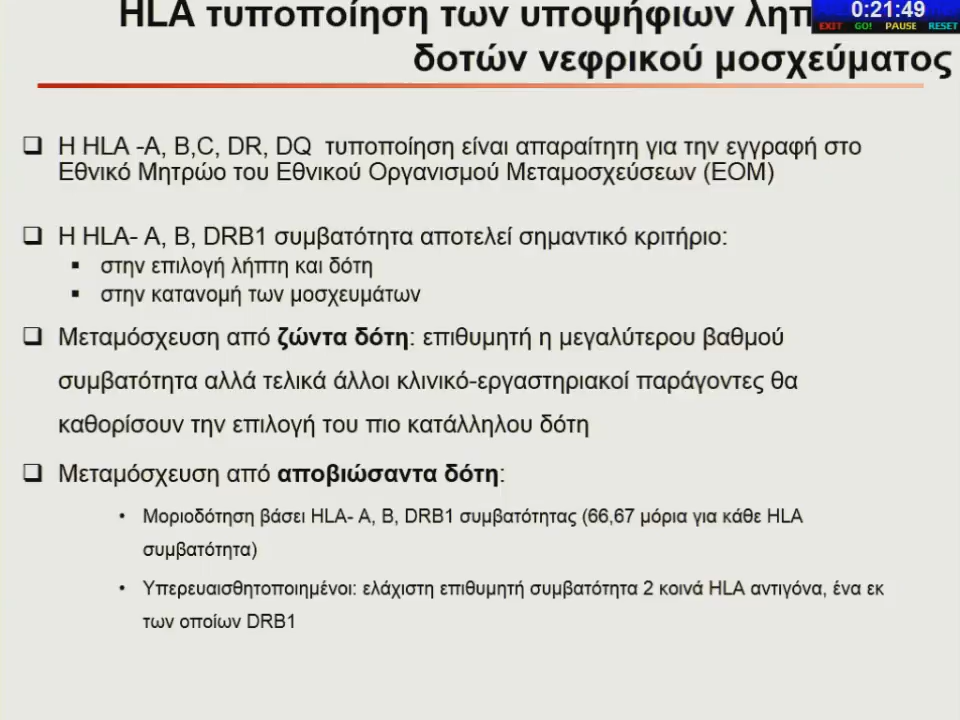 HLA τυποποίηση των υποψήφιων
δοτών νεφρικού μοσχεύματος
0:21:49
EXIT GO! PAUSE RESET
Η HLA -A, B,C, DR, DQ τυποποίηση είναι απαραίτητη για την εγγραφή στο
Εθνικό Μητρώο του Εθνικού Οργανισμού Μεταμοσχεύσεων (ΕΟΜ)
Η HLA- A, B, DRB1 συμβατότητα αποτελεί σημαντικό κριτήριο:
στην επιλογή λήπτη και δότη
στην κατανομή των μοσχευμάτων
Μεταμόσχευση από ζώντα δότη: επιθυμητή η μεγαλύτερου βαθμού
συμβατότητα αλλά τελικά άλλοι κλινικό-εργαστηριακοί παράγοντες θα
καθορίσουν την επιλογή του πιο κατάλληλου δότη
Μεταμόσχευση από αποβιώσαντα δότη:
• Μοριοδότηση βάσει HLA- A, B, DRB1 συμβατότητας (66,67 μόρια για κάθε HLA
συμβατότητα)
• Υπερευαισθητοποιημένοι: ελάχιστη επιθυμητή συμβατότητα 2 κοινά HLA αντιγόνα, ένα εκ
των οποίων DRB1